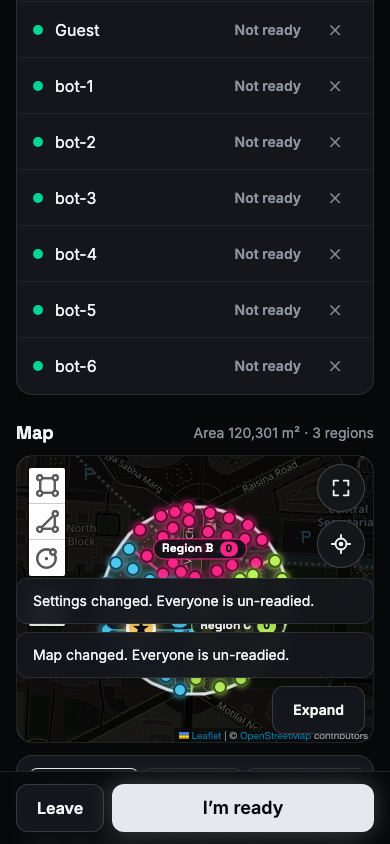 Guest Not ready ×
bot-1 Not ready ×
bot-2 Not ready ×
bot-3 Not ready ×
bot-4 Not ready ×
bot-5 Not ready ×
bot-6 Not ready ×
Map Area 120,301 m² · 3 regions
Raisina Road
North
Block
Central
Secretaria
Region B 0
Settings changed. Everyone is un-readied.
Region C
Map changed. Everyone is un-readied.
Motilal
Expand
Leaflet | © OpenStreetMap contributors
Leave
I'm ready